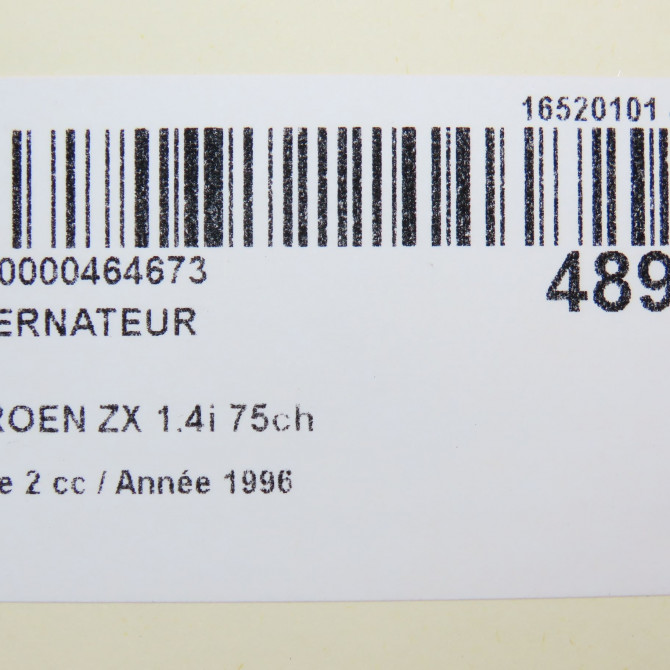 16520101
0000464673
489
ERNATEUR
ROEN ZX 1.4i 75ch
e 2 cc / Année 1996